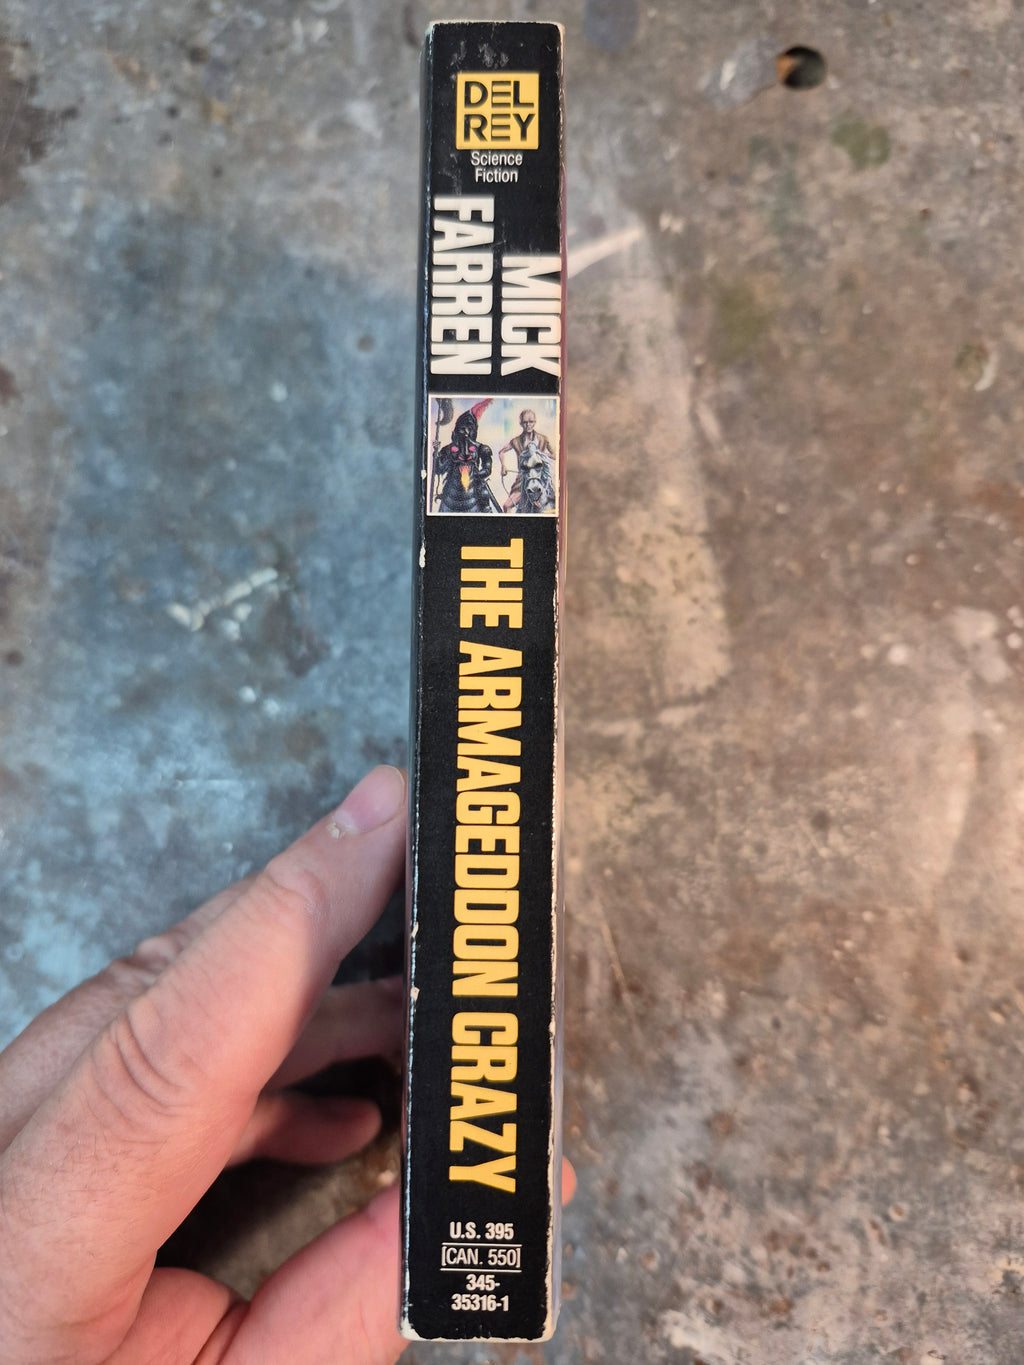 DEL
REY
Science
Fiction
MICK
FARREN
THE ARMAGEDDON CRAZY
U.S. 395
[CAN. 550]
345-
35316-1